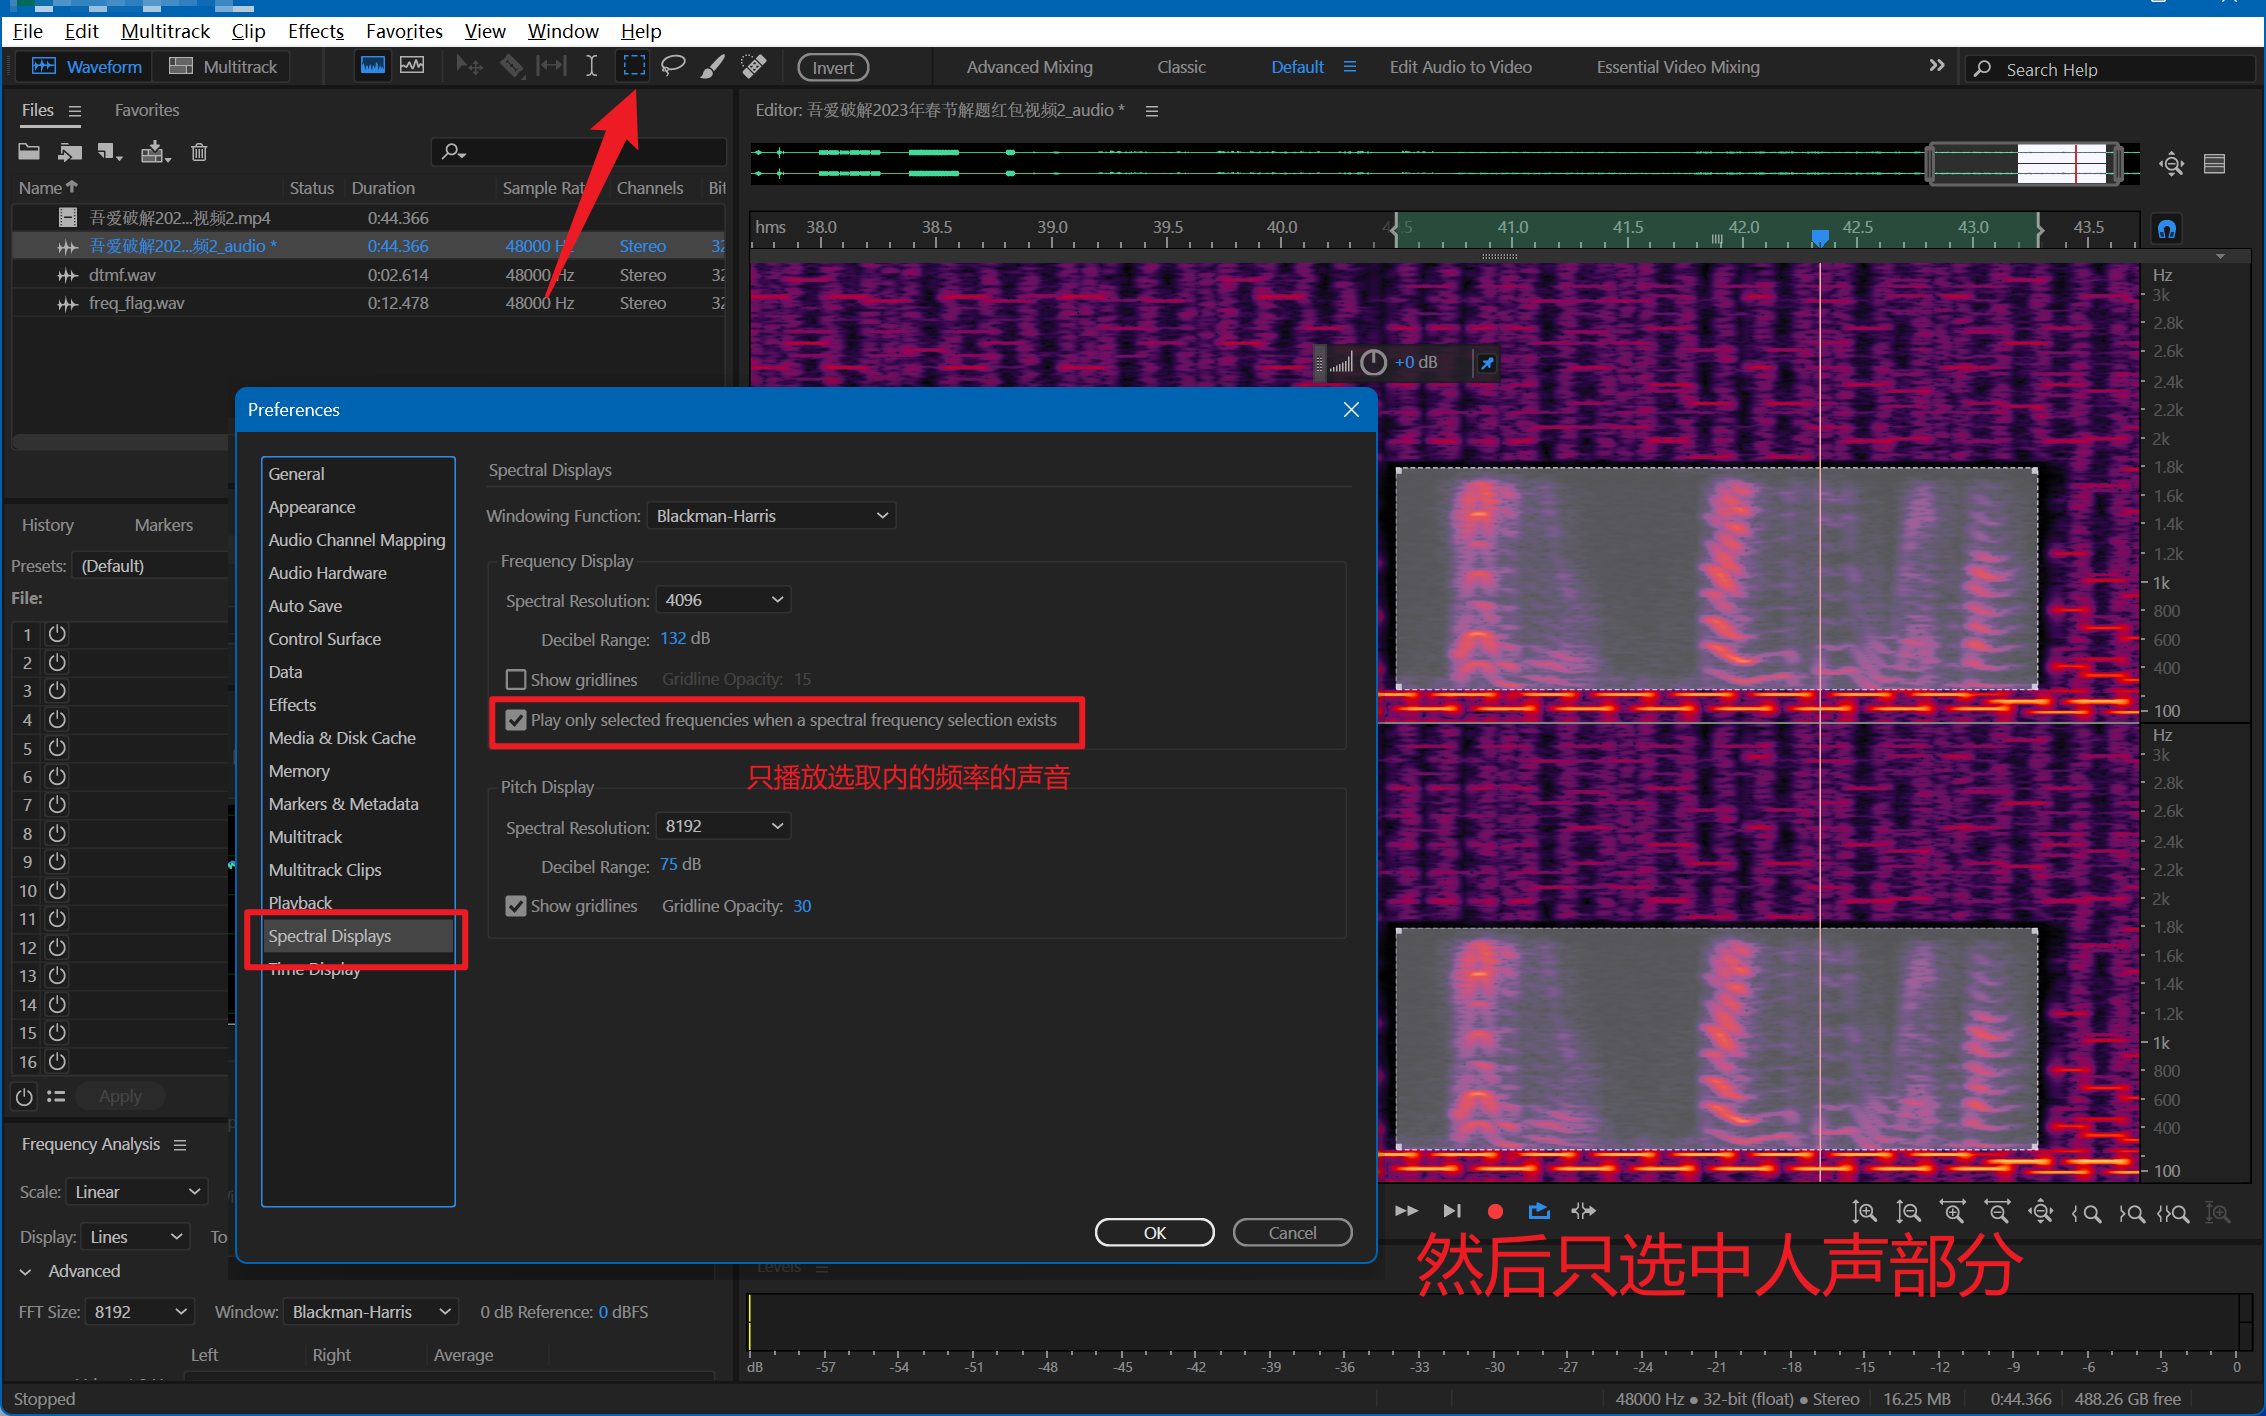 File Edit Multitrack Clip Effects Favorites View Window Help
Waveform Multitrack Invert Advanced Mixing Classic Default Edit Audio to Video Essential Video Mixing Search Help
Files Favorites
Name Status Duration Sample Rat Channels Bit
吾爱破解202...视频2.mp4 0:44.366
吾爱破解202...频2_audio * 0:44.366 48000 Hz Stereo 32
dtmf.wav 0:02.614 48000 Hz Stereo 32
freq_flag.wav 0:12.478 48000 Hz Stereo 32
History Markers
Presets: (Default)
File:
1
2
3
4
5
6
7
8
9
10
11
12
13
14
15
16
Apply
Frequency Analysis
Scale: Linear
Display: Lines To
Advanced
FFT Size: 8192 Window: Blackman-Harris 0 dB Reference: 0 dBFS
Left Right Average
Stopped
Preferences
General
Appearance
Audio Channel Mapping
Audio Hardware
Auto Save
Control Surface
Data
Effects
Media & Disk Cache
Memory
Markers & Metadata
Multitrack
Multitrack Clips
Playback
Spectral Displays
Time Display
Spectral Displays
Windowing Function: Blackman-Harris
Frequency Display
Spectral Resolution: 4096
Decibel Range: 132 dB
Show gridlines Gridline Opacity: 15
Play only selected frequencies when a spectral frequency selection exists
只播放选取内的频率的声音
Pitch Display
Spectral Resolution: 8192
Decibel Range: 75 dB
Show gridlines Gridline Opacity: 30
OK Cancel
Editor: 吾爱破解2023年春节解题红包视频2_audio *
hms 38.0 38.5 39.0 39.5 40.0 .5 41.0 41.5 42.0 42.5 43.0 43.5
+0 dB
Hz
3k
2.8k
2.6k
2.4k
2.2k
2k
1.8k
1.6k
1.4k
1.2k
1k
800
600
400
100
Hz
3k
2.8k
2.6k
2.4k
2.2k
2k
1.8k
1.6k
1.4k
1.2k
1k
800
600
400
100
然后只选中人声部分
Levels
dB -57 -54 -51 -48 -45 -42 -39 -36 -33 -30 -27 -24 -21 -18 -15 -12 -9 -6 -3 0
48000 Hz ● 32-bit (float) ● Stereo 16.25 MB 0:44.366 488.26 GB free